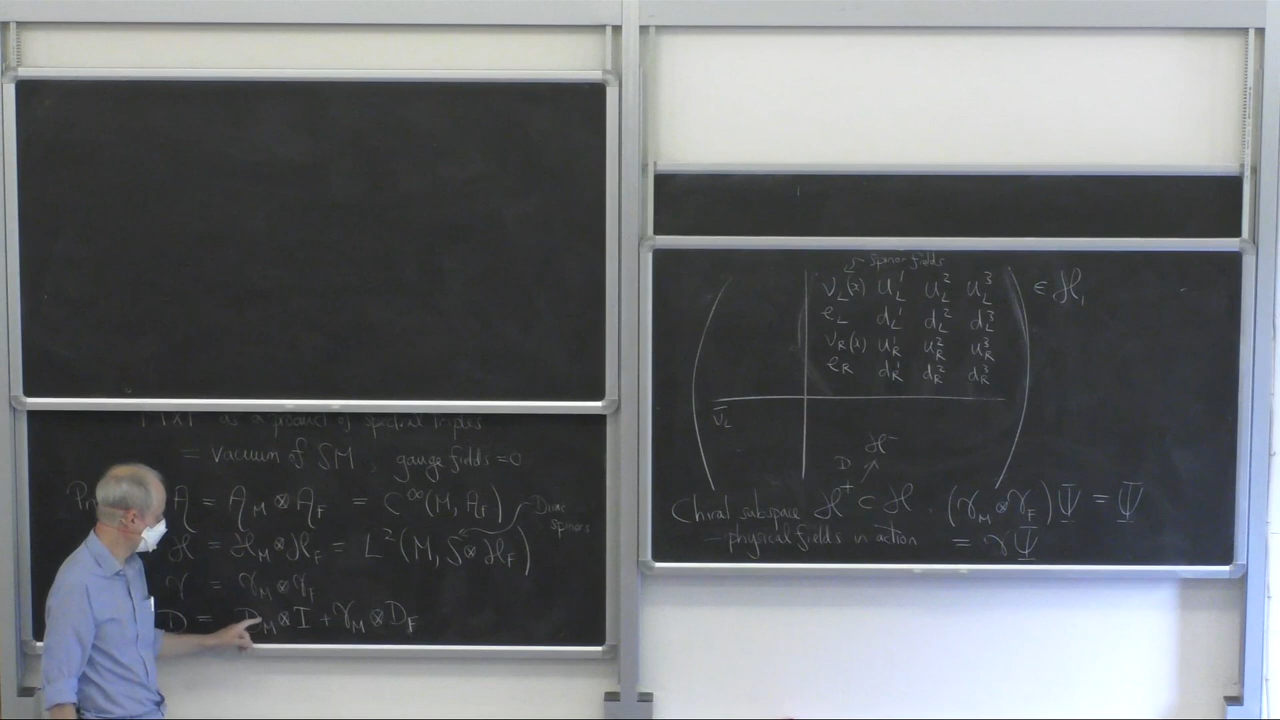 as a product of spectral triples
= Vacuum of SM, gauge fields = 0
A = A_M ⊗ A_F = C^∞(M, A_F)
Dirac spinors
H = H_M ⊗ H_F = L²(M, S⊗H_F)
γ = γ_M ⊗ γ_F
D = D_M ⊗ I + γ_M ⊗ D_F
spinor fields
ν_L(x) u_L^1 u_L^2 u_L^3 ∈ H,
e_L d_L^1 d_L^2 d_L^3
ν_R(x) u_R^1 u_R^2 u_R^3
e_R d_R^1 d_R^2 d_R^3
ν̄_L
H^-
D
Chiral subspace H^+ ⊂ H. (γ_M ⊗ γ_F) Ψ = Ψ
– physical fields in action = γ Ψ